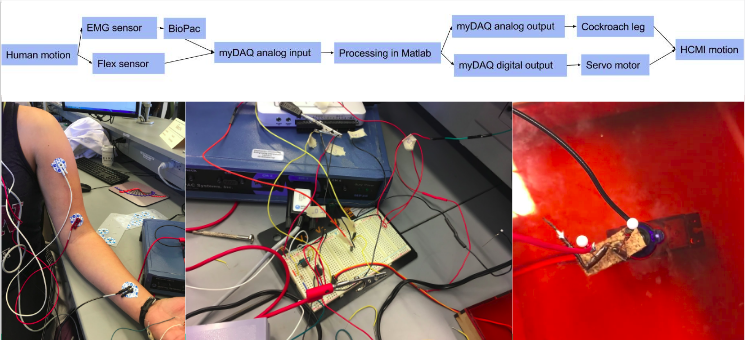 Human motion
EMG sensor
BioPac
Flex sensor
myDAQ analog input
Processing in Matlab
myDAQ analog output
Cockroach leg
myDAQ digital output
Servo motor
HCMI motion